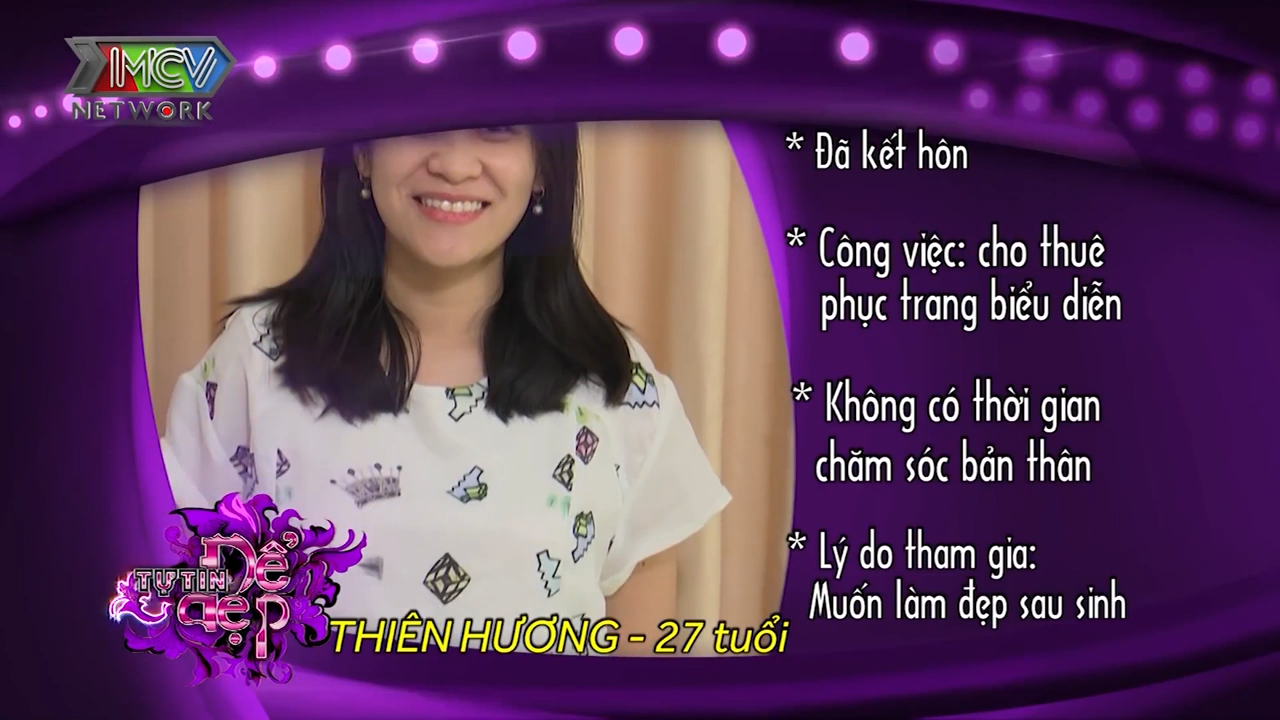 MCV
NETWORK
* Đã kết hôn
* Công việc: cho thuê
phục trang biểu diễn
* Không có thời gian
chăm sóc bản thân
* Lý do tham gia:
Muốn làm đẹp sau sinh
TỰ TIN ĐỂ
đẹp
THIÊN HƯƠNG - 27 tuổi